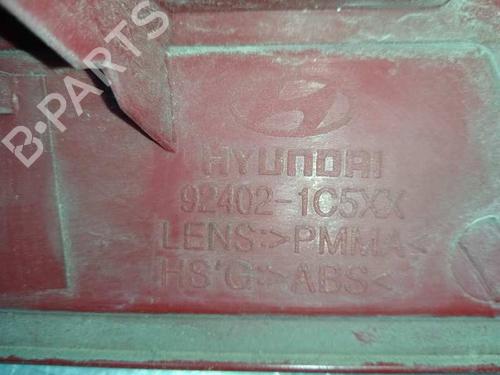 B-PARTS
HYUNDAI
92402-1C5XX
LENS:>PMMA<
HS'G:>ABS<